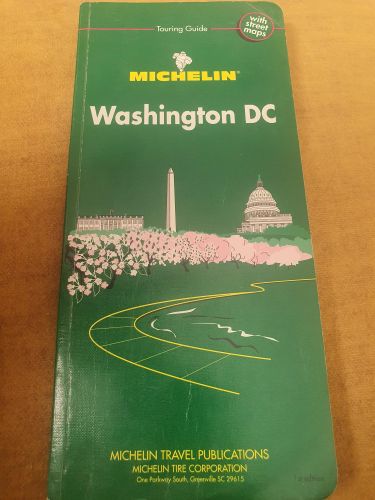 Touring Guide
with
street
maps
MICHELIN®
Washington DC
MICHELIN TRAVEL PUBLICATIONS
MICHELIN TIRE CORPORATION
One Parkway South, Greenville SC 29615
edition